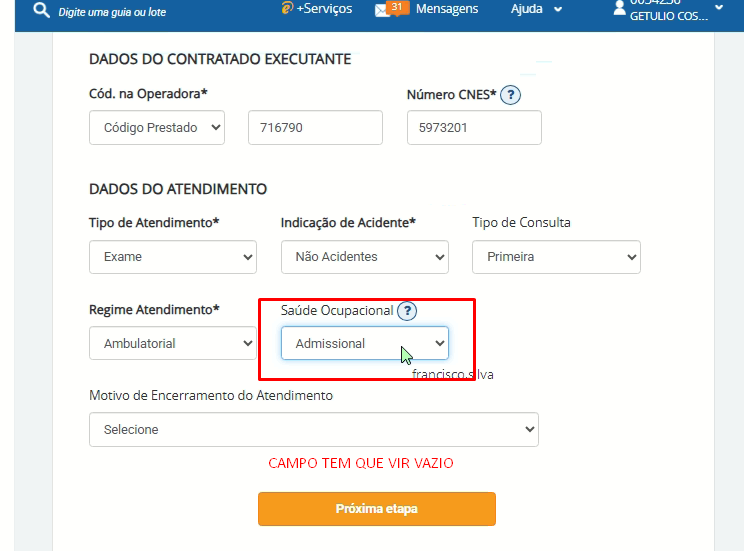 Digite uma guia ou lote
+Serviços
31
Mensagens
Ajuda
GETULIO COS...
DADOS DO CONTRATADO EXECUTANTE
Cód. na Operadora*
Número CNES* ?
Código Prestado
716790
5973201
DADOS DO ATENDIMENTO
Tipo de Atendimento*
Indicação de Acidente*
Tipo de Consulta
Exame
Não Acidentes
Primeira
Regime Atendimento*
Saúde Ocupacional ?
Ambulatorial
Admissional
francisco.silva
Motivo de Encerramento do Atendimento
Selecione
CAMPO TEM QUE VIR VAZIO
Próxima etapa